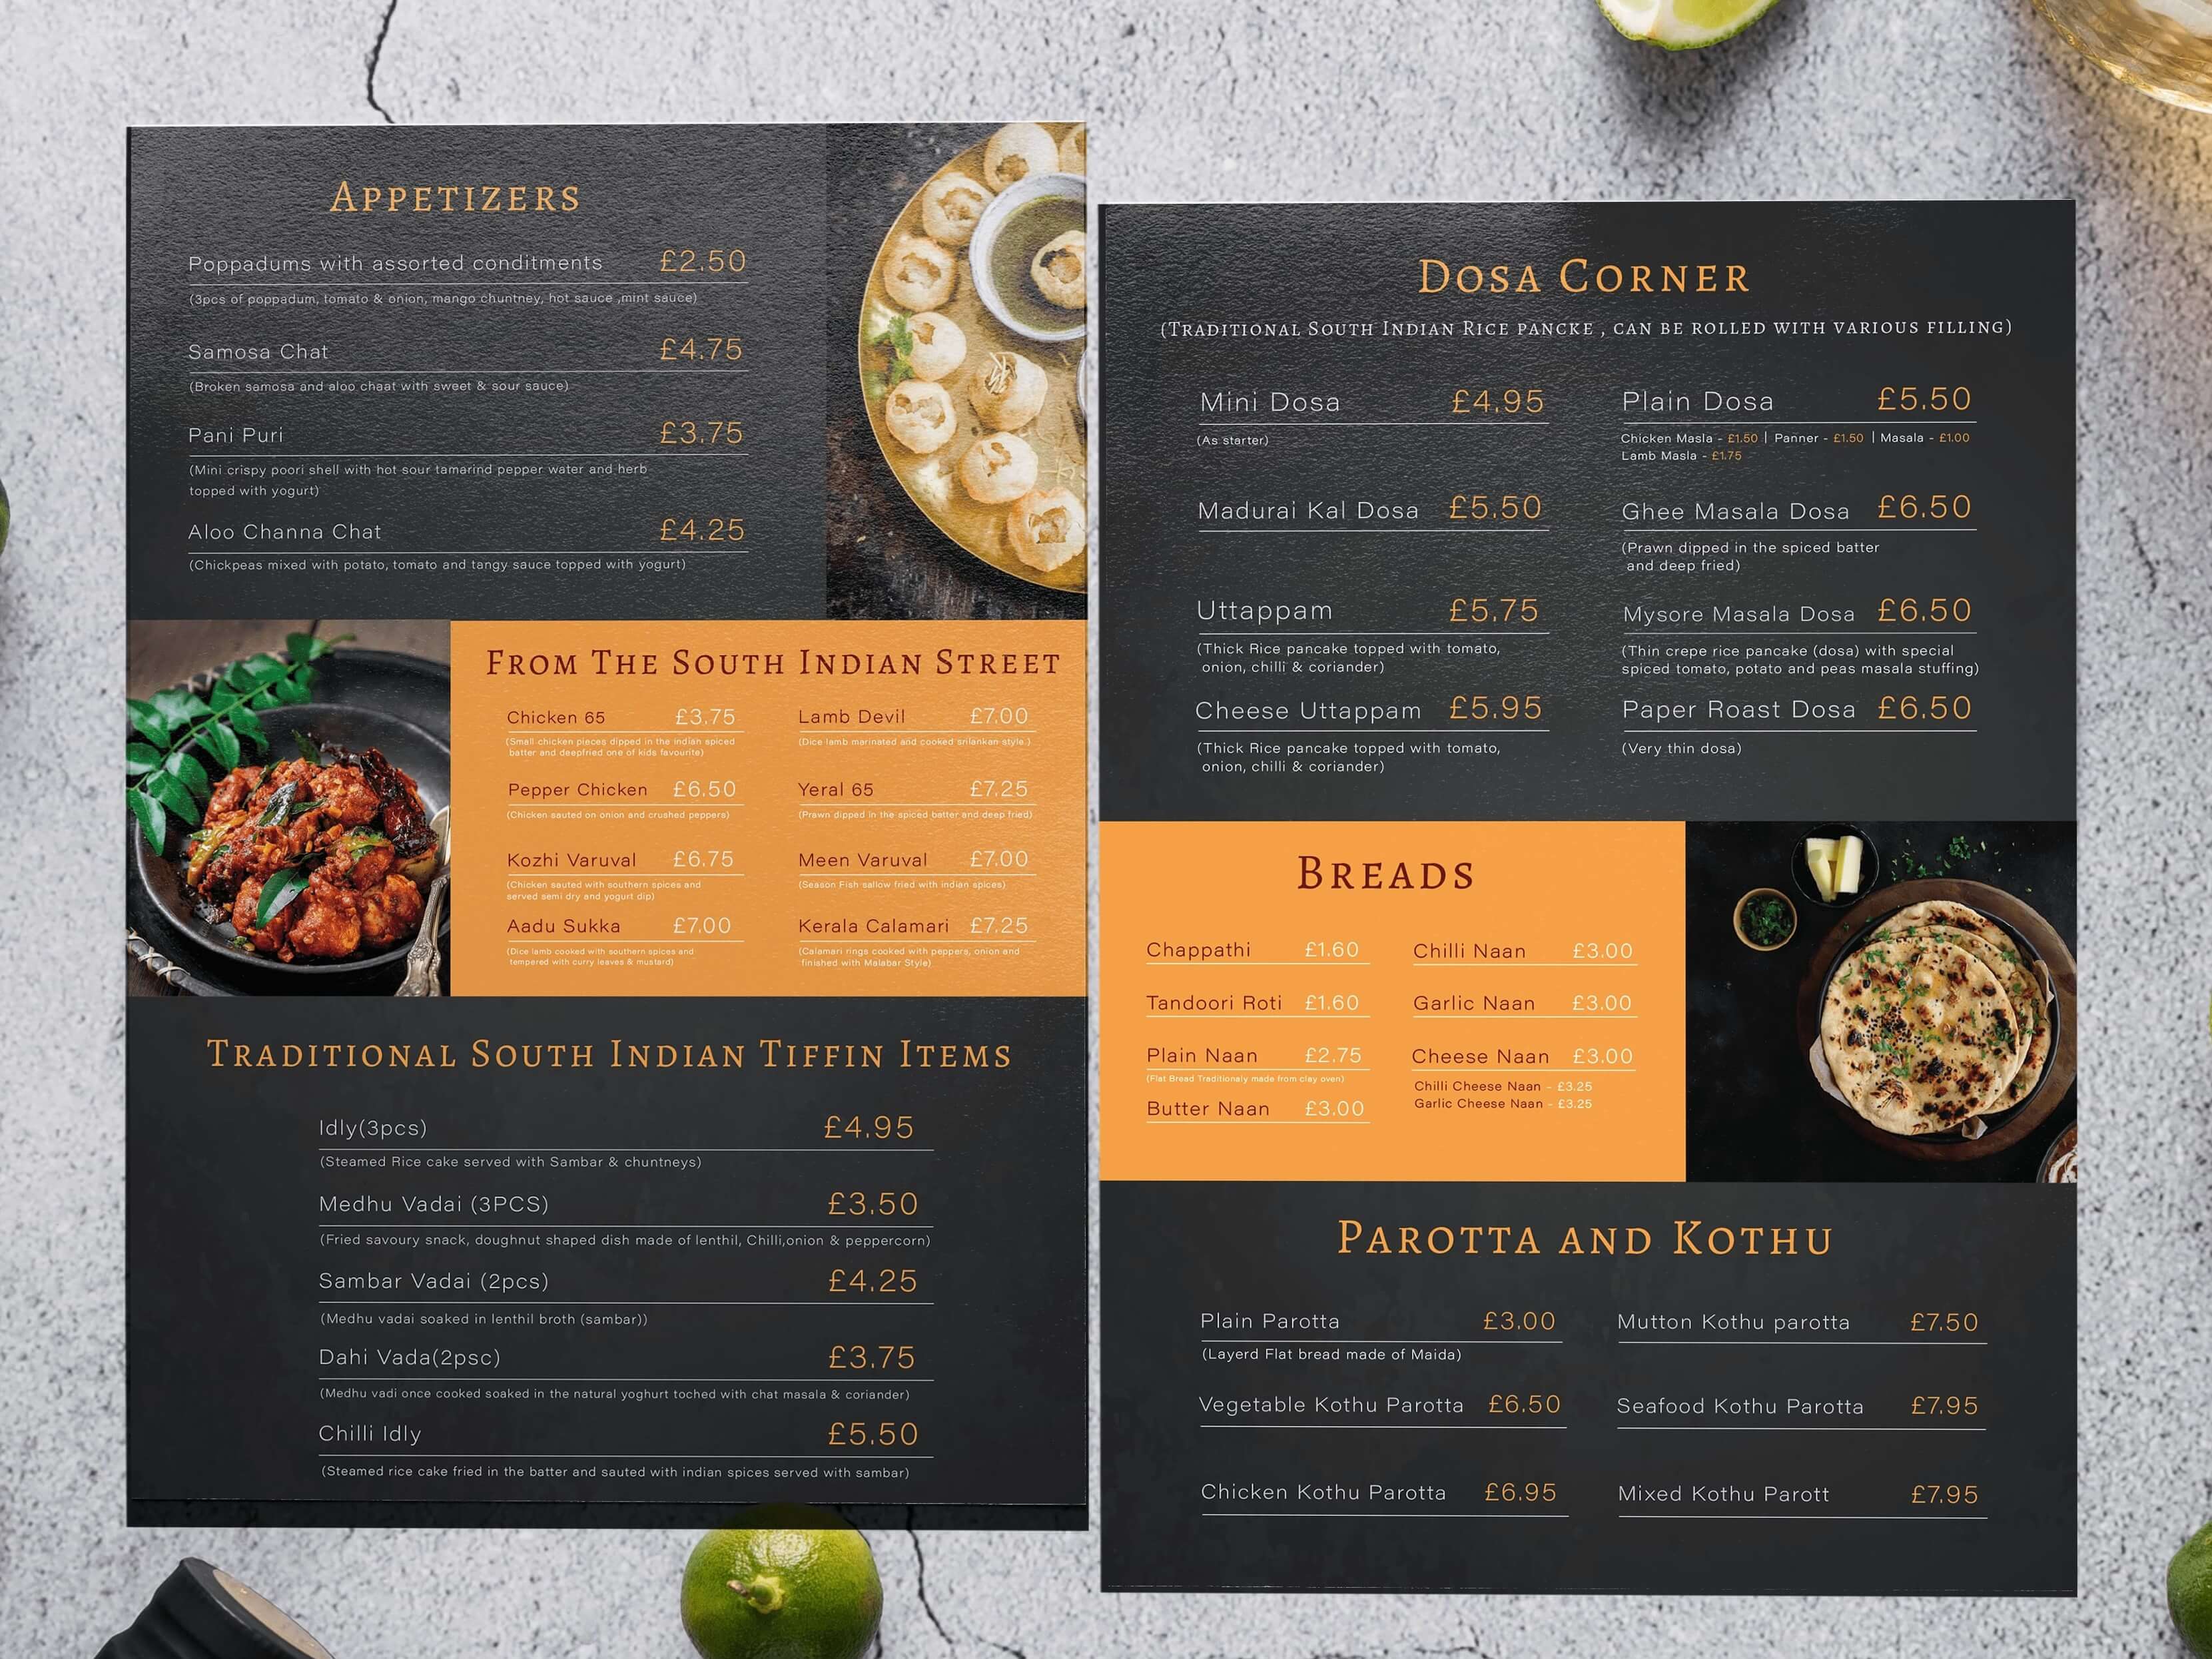 APPETIZERS
Poppadums with assorted conditments £2.50
(3pcs of poppadum, tomato & onion, mango chuntney, hot sauce ,mint sauce)
Samosa Chat £4.75
(Broken samosa and aloo chaat with sweet & sour sauce)
Pani Puri £3.75
(Mini crispy poori shell with hot sour tamarind pepper water and herb
topped with yogurt)
Aloo Channa Chat £4.25
(Chickpeas mixed with potato, tomato and tangy sauce topped with yogurt)
FROM THE SOUTH INDIAN STREET
Chicken 65 £3.75
(Small chicken pieces dipped in the indian spiced
batter and deepfried one of kids favourite)
Pepper Chicken £6.50
(Chicken sauted on onion and crushed peppers)
Kozhi Varuval £6.75
(Chicken sauted with southern spices and
served semi dry and yogurt dip)
Aadu Sukka £7.00
(Dice lamb cooked with southern spices and
tempered with curry leaves & mustard)
Lamb Devil £7.00
(Dice lamb marinated and cooked srilankan style )
Yeral 65 £7.25
(Prawn dipped in the spiced batter and deep fried)
Meen Varuval £7.00
(Season Fish sallow fried with indian spices)
Kerala Calamari £7.25
(Calamari rings cooked with peppers, onion and
finished with Malabar Style)
TRADITIONAL SOUTH INDIAN TIFFIN ITEMS
Idly(3pcs) £4.95
(Steamed Rice cake served with Sambar & chuntneys)
Medhu Vadai (3PCS) £3.50
(Fried savoury snack, doughnut shaped dish made of lenthil, Chilli,onion & peppercorn)
Sambar Vadai (2pcs) £4.25
(Medhu vadai soaked in lenthil broth (sambar))
Dahi Vada(2psc) £3.75
(Medhu vadi once cooked soaked in the natural yoghurt toched with chat masala & coriander)
Chilli Idly £5.50
(Steamed rice cake fried in the batter and sauted with indian spices served with sambar)
DOSA CORNER
(TRADITIONAL SOUTH INDIAN RICE PANCKE , CAN BE ROLLED WITH VARIOUS FILLING)
Mini Dosa £4.95
(As starter)
Madurai Kal Dosa £5.50
Uttappam £5.75
(Thick Rice pancake topped with tomato,
onion, chilli & coriander)
Cheese Uttappam £5.95
(Thick Rice pancake topped with tomato,
onion, chilli & coriander)
Plain Dosa £5.50
Chicken Masla - £1.50 | Panner - £1.50 | Masala - £1.00
Lamb Masla - £1.75
Ghee Masala Dosa £6.50
(Prawn dipped in the spiced batter
and deep fried)
Mysore Masala Dosa £6.50
(Thin crepe rice pancake (dosa) with special
spiced tomato, potato and peas masala stuffing)
Paper Roast Dosa £6.50
(Very thin dosa)
BREADS
Chappathi £1.60
Tandoori Roti £1.60
Plain Naan £2.75
(Flat Bread Traditionaly made from clay oven)
Butter Naan £3.00
Chilli Naan £3.00
Garlic Naan £3.00
Cheese Naan £3.00
Chilli Cheese Naan - £3.25
Garlic Cheese Naan - £3.25
PAROTTA AND KOTHU
Plain Parotta £3.00
(Layerd Flat bread made of Maida)
Vegetable Kothu Parotta £6.50
Chicken Kothu Parotta £6.95
Mutton Kothu parotta £7.50
Seafood Kothu Parotta £7.95
Mixed Kothu Parott £7.95